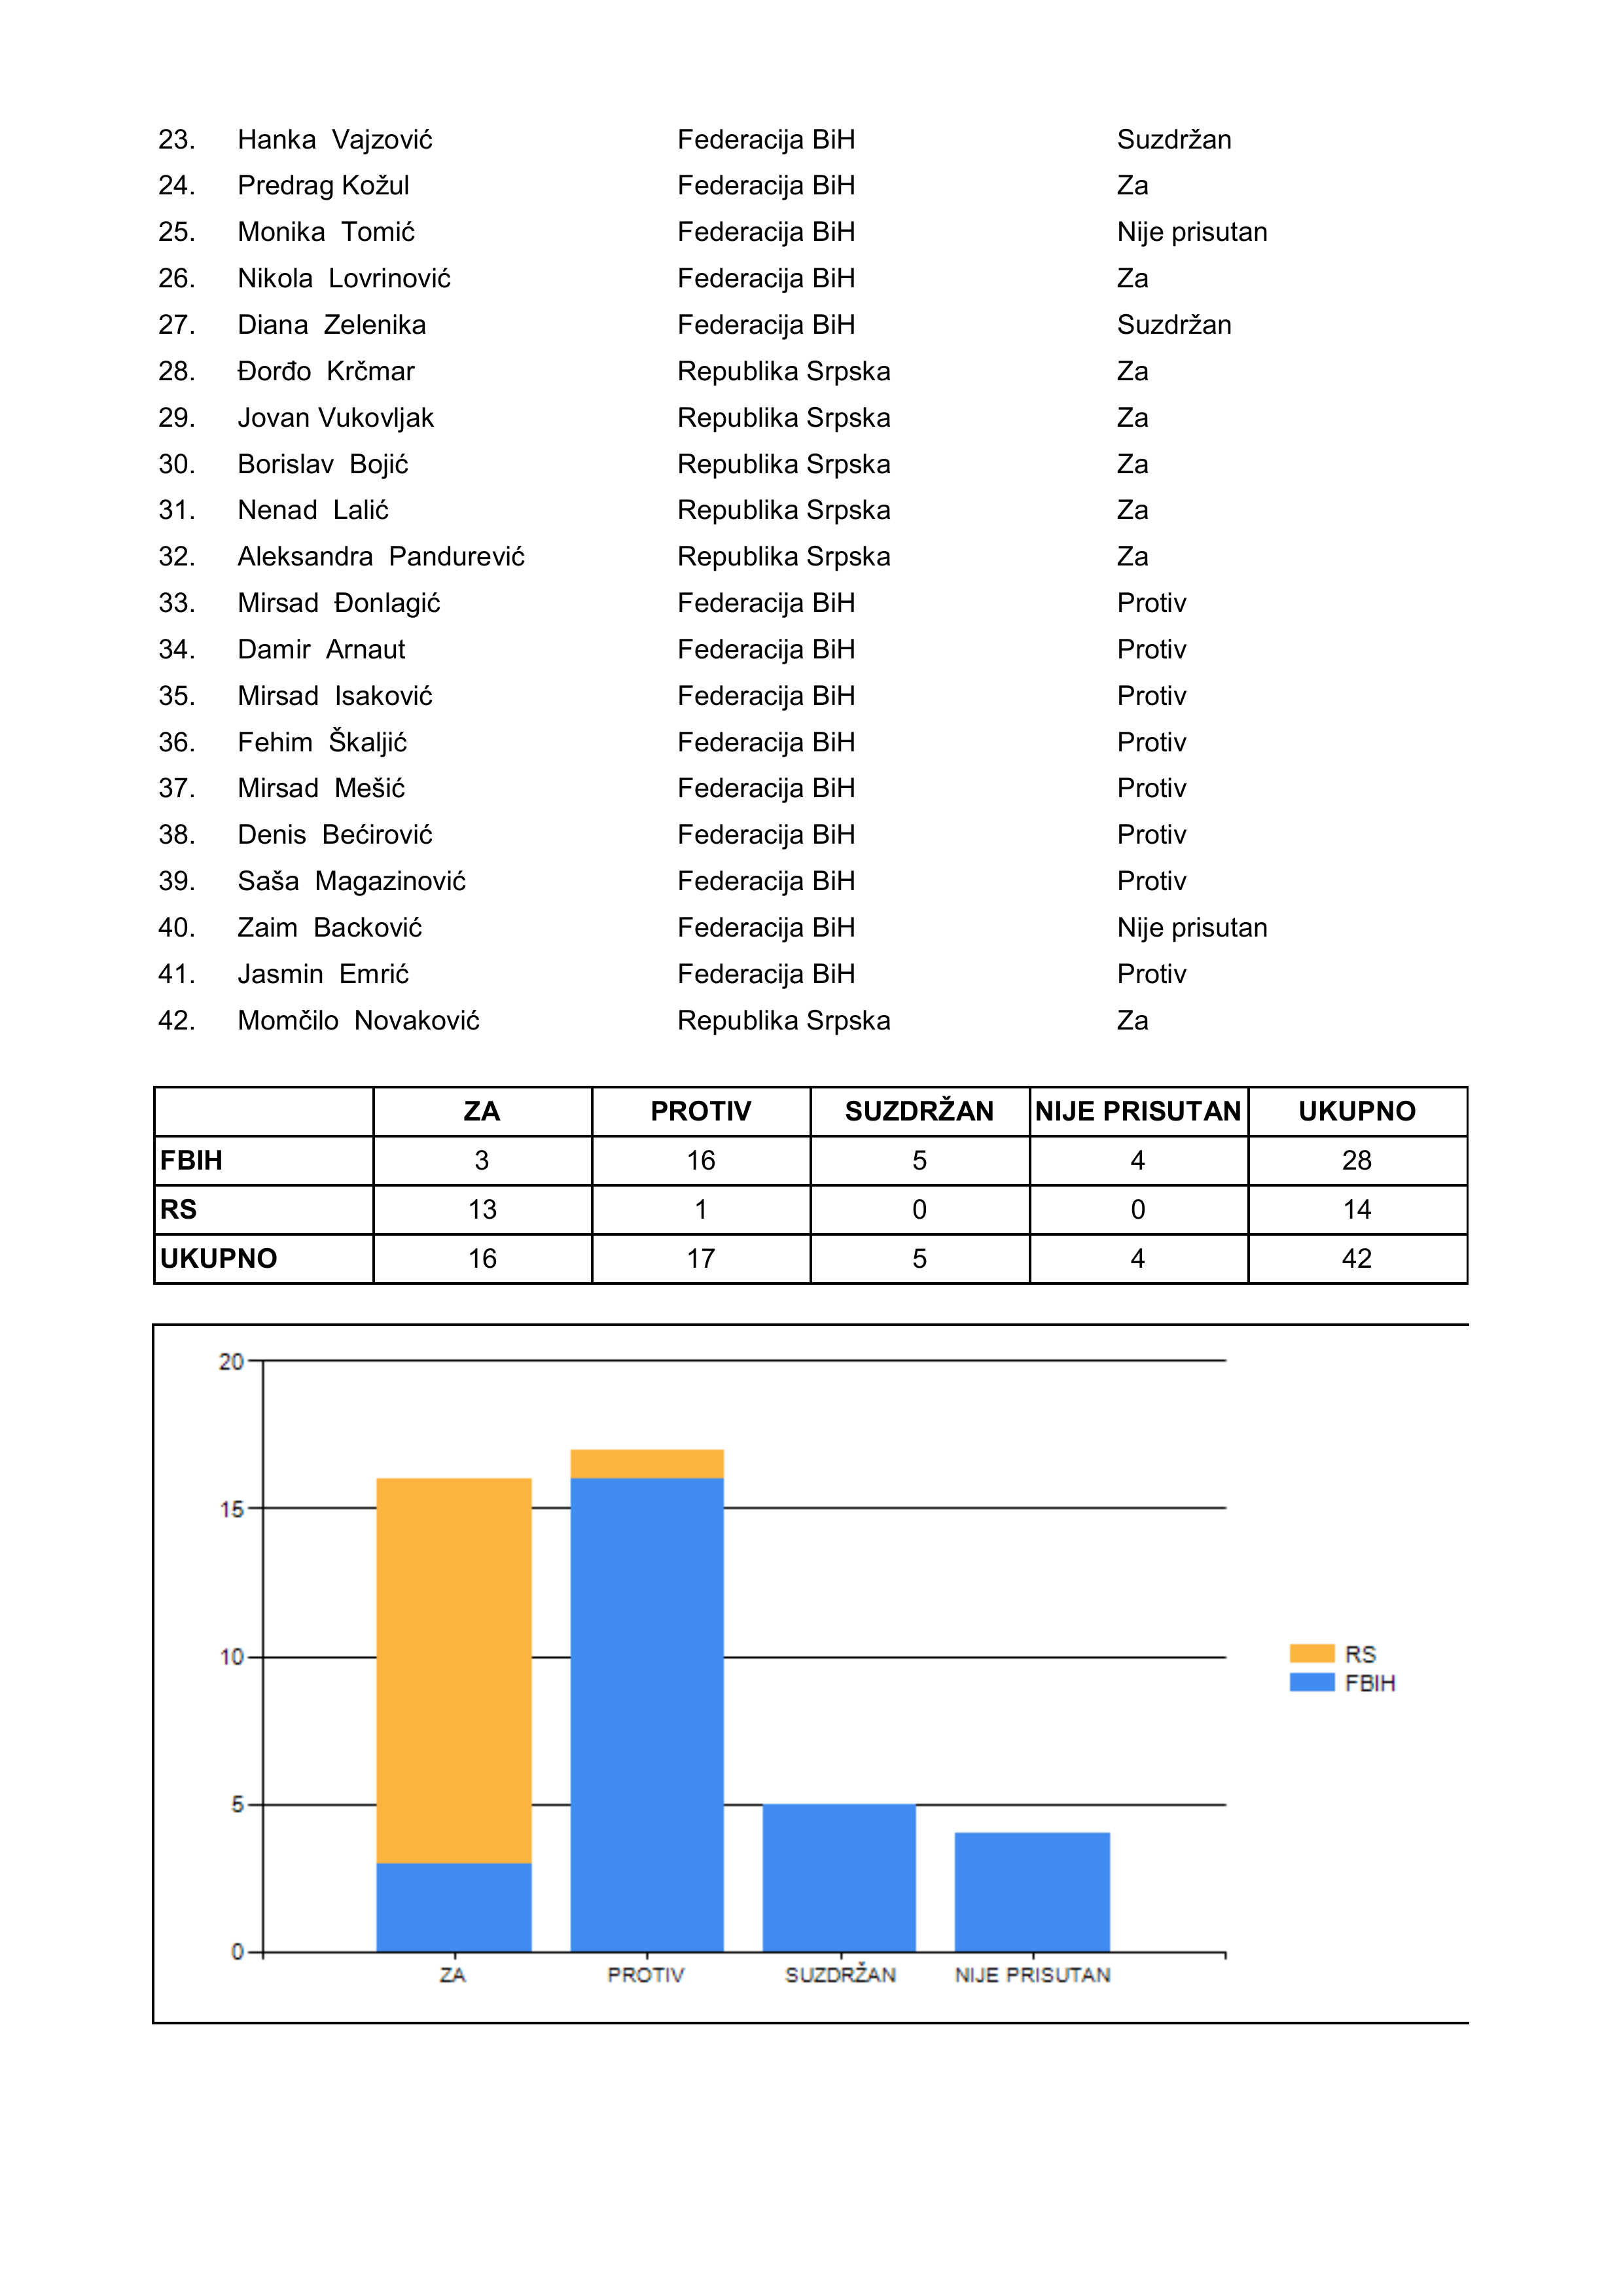 23. Hanka Vajzović Federacija BiH Suzdržan
24. Predrag Kožul Federacija BiH Za
25. Monika Tomić Federacija BiH Nije prisutan
26. Nikola Lovrinović Federacija BiH Za
27. Diana Zelenika Federacija BiH Suzdržan
28. Đorđo Krčmar Republika Srpska Za
29. Jovan Vukovljak Republika Srpska Za
30. Borislav Bojić Republika Srpska Za
31. Nenad Lalić Republika Srpska Za
32. Aleksandra Pandurević Republika Srpska Za
33. Mirsad Đonlagić Federacija BiH Protiv
34. Damir Arnaut Federacija BiH Protiv
35. Mirsad Isaković Federacija BiH Protiv
36. Fehim Škaljić Federacija BiH Protiv
37. Mirsad Mešić Federacija BiH Protiv
38. Denis Bećirović Federacija BiH Protiv
39. Saša Magazinović Federacija BiH Protiv
40. Zaim Backović Federacija BiH Nije prisutan
41. Jasmin Emrić Federacija BiH Protiv
42. Momčilo Novaković Republika Srpska Za
ZA PROTIV SUZDRŽAN NIJE PRISUTAN UKUPNO
FBIH 3 16 5 4 28
RS 13 1 0 0 14
UKUPNO 16 17 5 4 42
20
15
10
5
0
ZA PROTIV SUZDRŽAN NIJE PRISUTAN
RS
FBIH